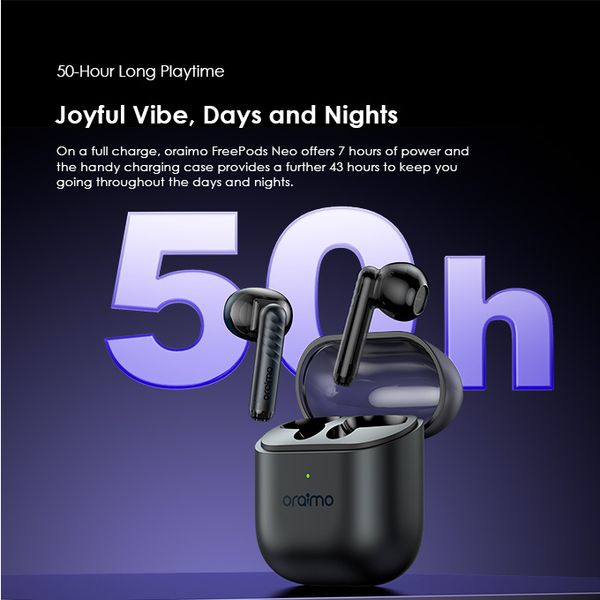 50-Hour Long Playtime
Joyful Vibe, Days and Nights
On a full charge, oraimo FreePods Neo offers 7 hours of power and
the handy charging case provides a further 43 hours to keep you
going throughout the days and nights.
50h
oraimo
oraimo